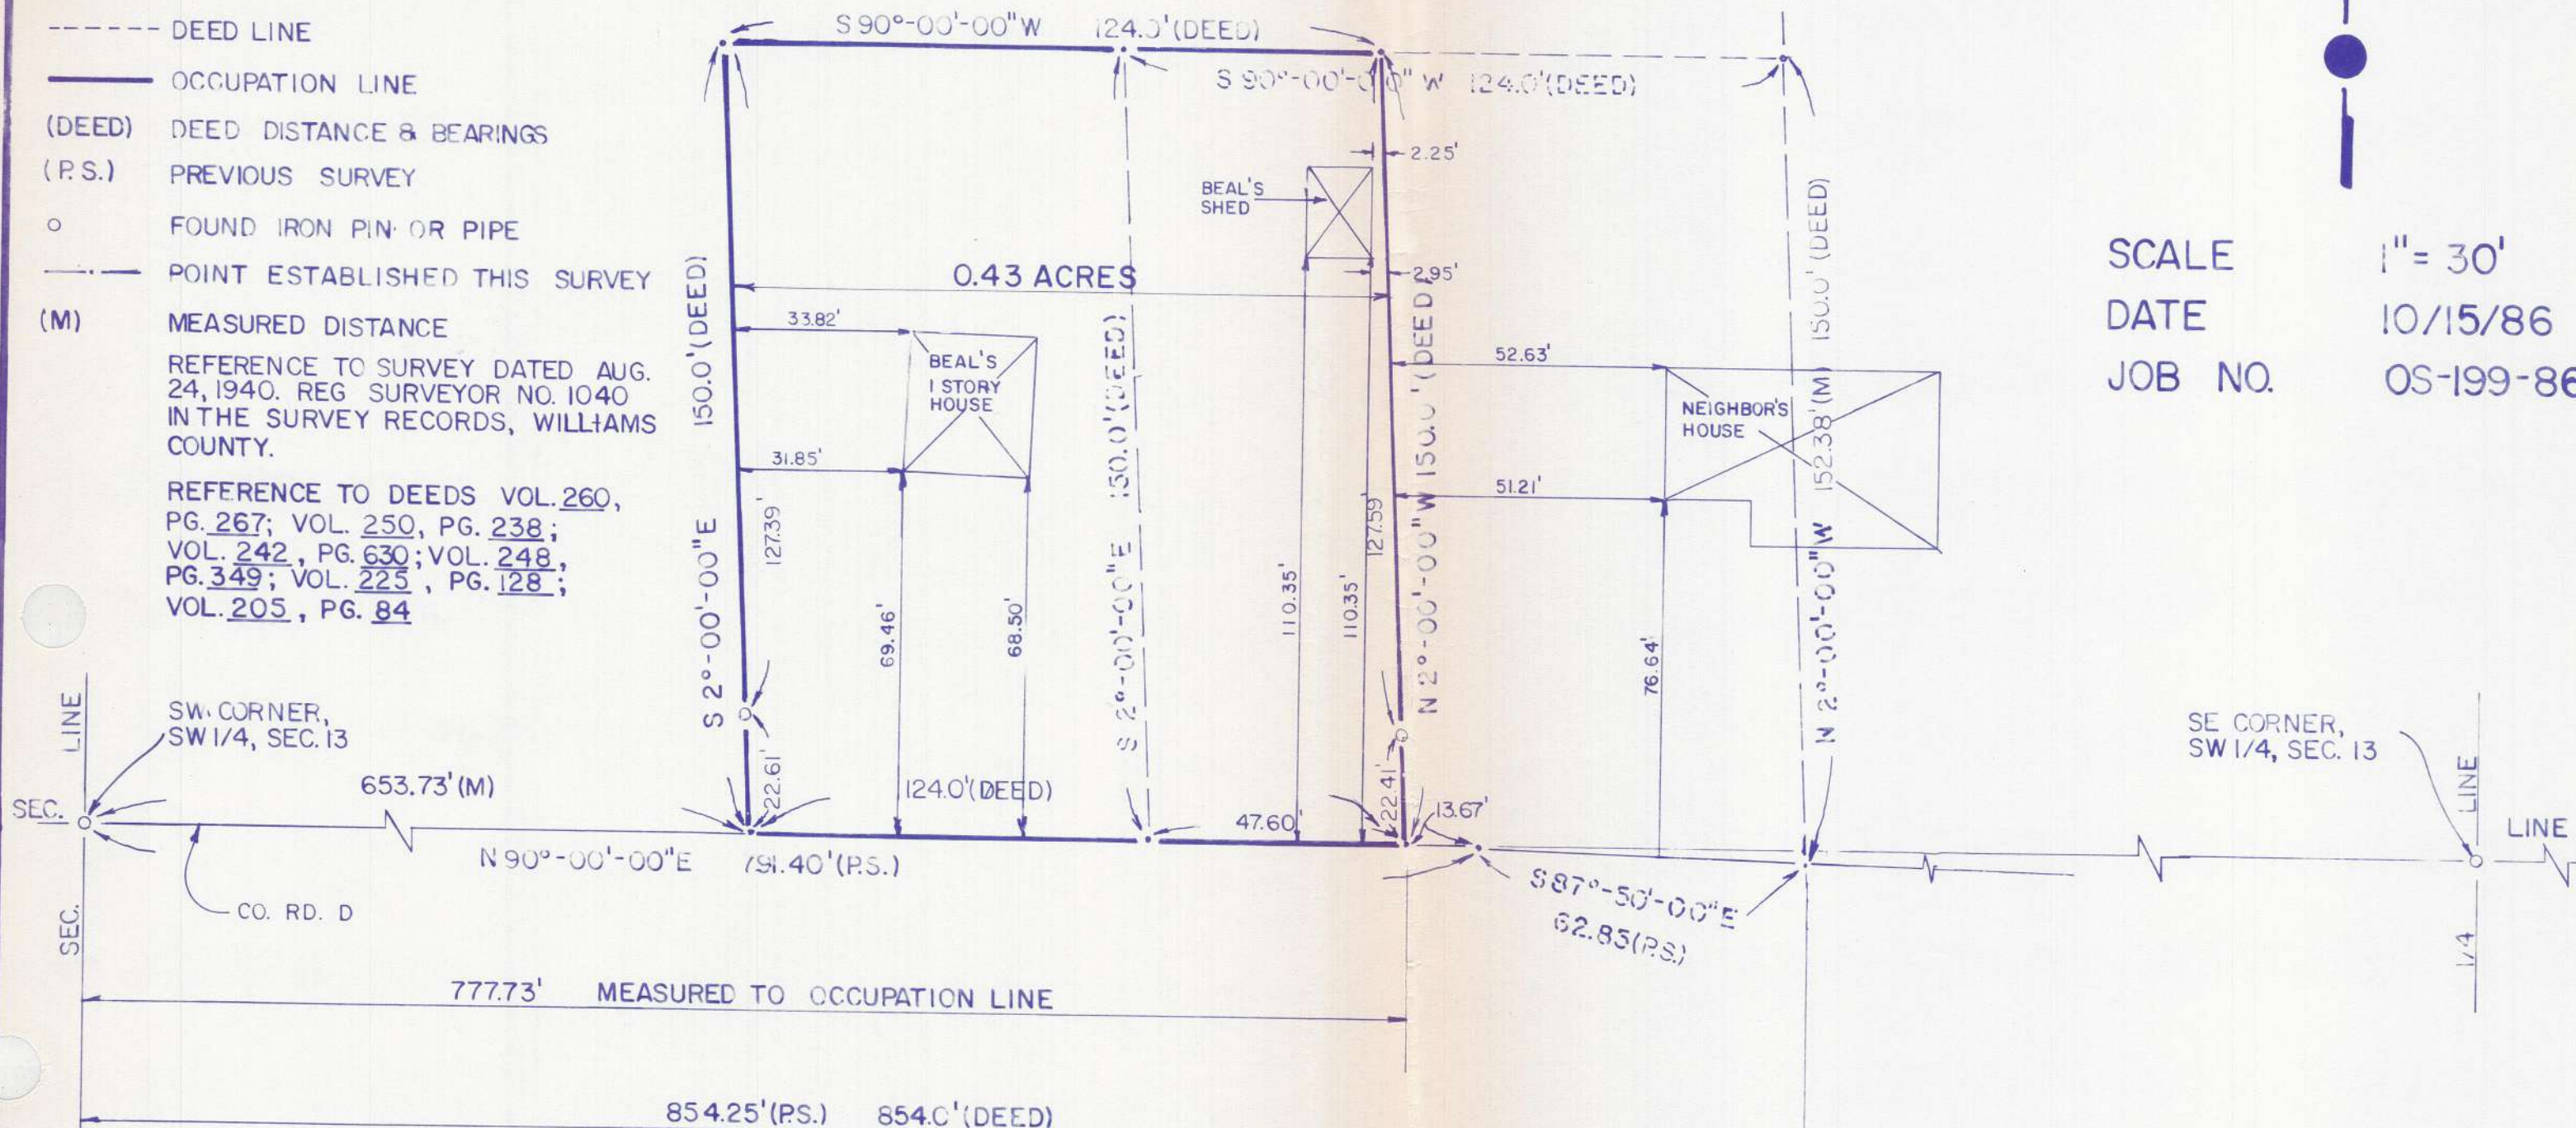 DEED LINE
OCCUPATION LINE
(DEED) DEED DISTANCE & BEARINGS
(P.S.) PREVIOUS SURVEY
FOUND IRON PIN OR PIPE
POINT ESTABLISHED THIS SURVEY
(M) MEASURED DISTANCE
REFERENCE TO SURVEY DATED AUG.
24, 1940. REG SURVEYOR NO. 1040
IN THE SURVEY RECORDS, WILLIAMS
COUNTY.
REFERENCE TO DEEDS VOL. 260,
PG. 267; VOL. 250, PG. 238;
VOL. 242, PG. 630; VOL. 248,
PG. 349; VOL. 225, PG. 128;
VOL. 205, PG. 84
S 90°-00'-00" W 124.0' (DEED)
S 90°-00'-00" W 124.0' (DEED)
2.25'
BEAL'S
SHED
2.95'
0.43 ACRES
33.82'
BEAL'S
1 STORY
HOUSE
31.85'
S 2°-00'-00" E 150.0' (DEED)
127.39'
22.61'
69.46'
68.50'
S 2°-00'-00" E 150.0' (DEED)
110.35'
110.35'
127.59'
22.41'
N 2°-00'-00" W 150.0' (DEED)
52.63'
NEIGHBOR'S
HOUSE
51.21'
76.64'
N 2°-00'-00" W 152.38' (M) 150.0' (DEED)
SCALE 1" = 30'
DATE 10/15/86
JOB NO. OS-199-86
SEC. LINE
SW. CORNER,
SW 1/4, SEC. 13
653.73' (M)
124.0' (DEED)
47.60'
13.67'
SEC.
N 90°-00'-00" E 791.40' (P.S.)
S 87°-50'-00" E
62.85 (P.S.)
CO. RD. D
SE CORNER,
SW 1/4, SEC. 13
1/4 LINE
LINE
777.73' MEASURED TO OCCUPATION LINE
854.25' (P.S.) 854.0' (DEED)